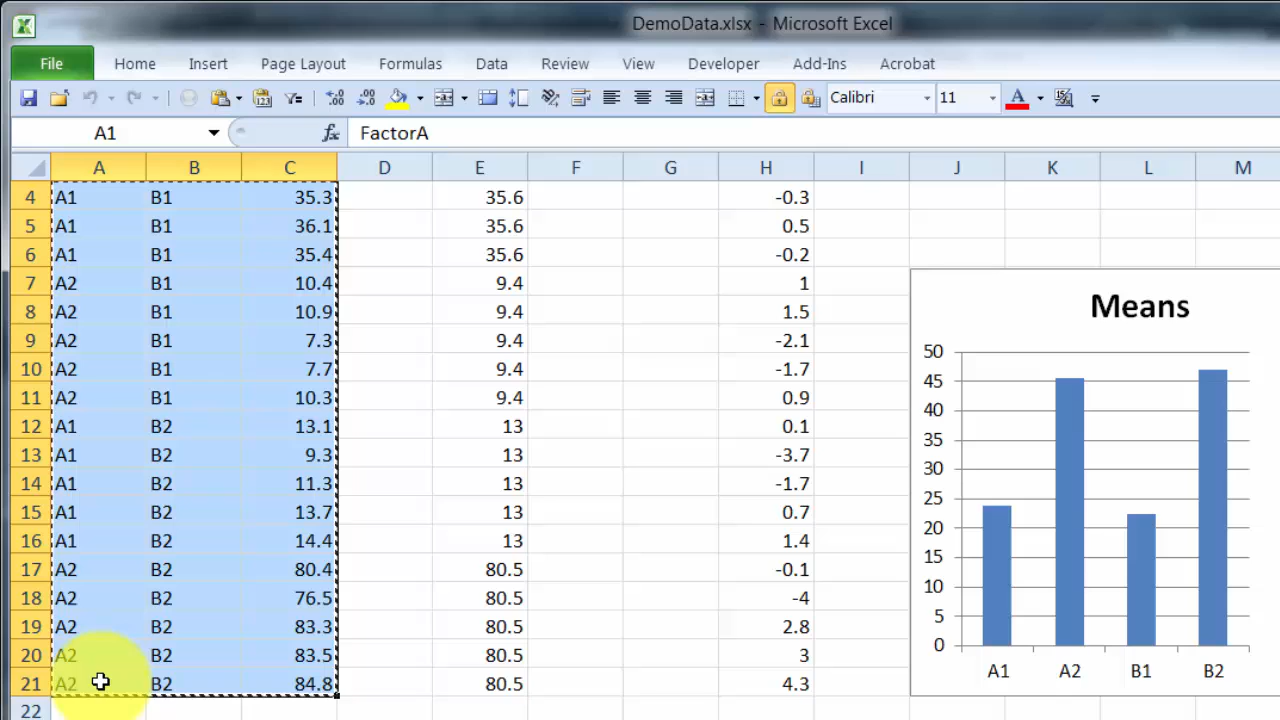 DemoData.xlsx - Microsoft Excel
File Home Insert Page Layout Formulas Data Review View Developer Add-Ins Acrobat
Calibri 11 A
A1 fx FactorA
A B C D E F G H I J K L M
4 A1 B1 35.3 35.6 -0.3
5 A1 B1 36.1 35.6 0.5
6 A1 B1 35.4 35.6 -0.2
7 A2 B1 10.4 9.4 1
8 A2 B1 10.9 9.4 1.5
9 A2 B1 7.3 9.4 -2.1
10 A2 B1 7.7 9.4 -1.7
11 A2 B1 10.3 9.4 0.9
12 A1 B2 13.1 13 0.1
13 A1 B2 9.3 13 -3.7
14 A1 B2 11.3 13 -1.7
15 A1 B2 13.7 13 0.7
16 A1 B2 14.4 13 1.4
17 A2 B2 80.4 80.5 -0.1
18 A2 B2 76.5 80.5 -4
19 A2 B2 83.3 80.5 2.8
20 A2 B2 83.5 80.5 3
21 A2 B2 84.8 80.5 4.3
22
Means
50
45
40
35
30
25
20
15
10
5
0
A1 A2 B1 B2